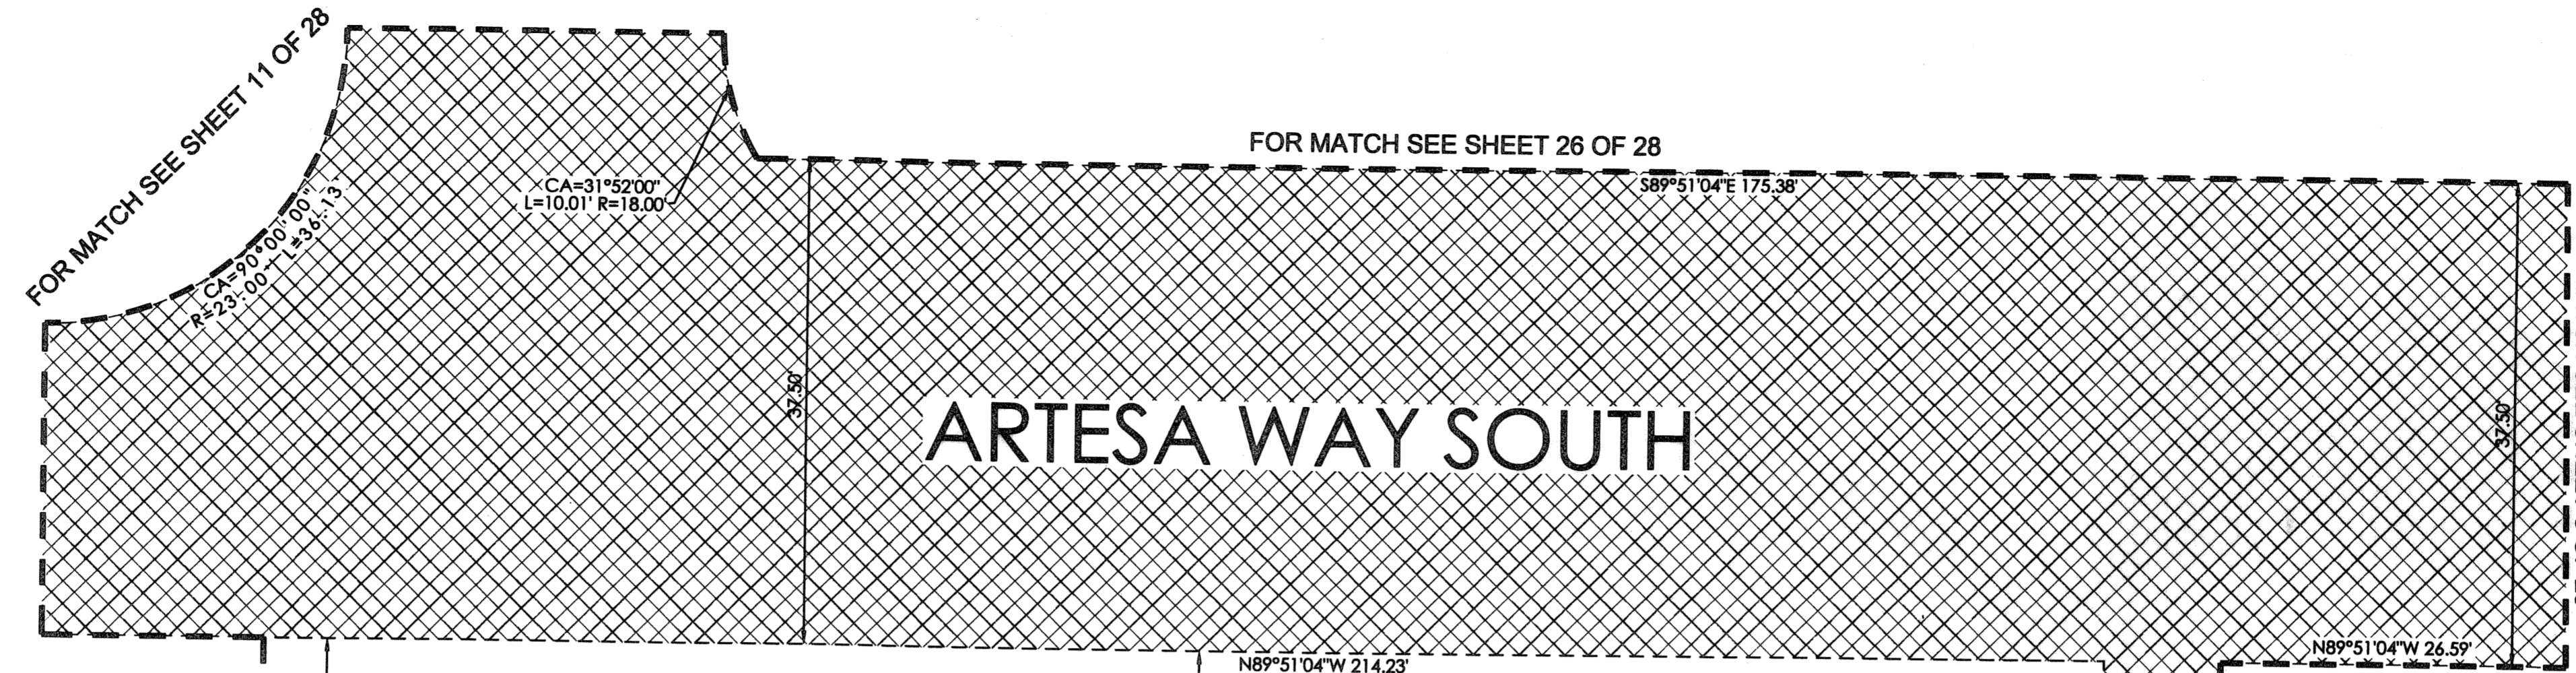 FOR MATCH SEE SHEET 11 OF 28
CA=90°00'00"
R=23.00' L=36.13'
CA=31°52'00"
L=10.01' R=18.00'
FOR MATCH SEE SHEET 26 OF 28
S89°51'04"E 175.38'
37.50'
ARTESA WAY SOUTH
37.50'
N89°51'04"W 214.23'
N89°51'04"W 26.59'